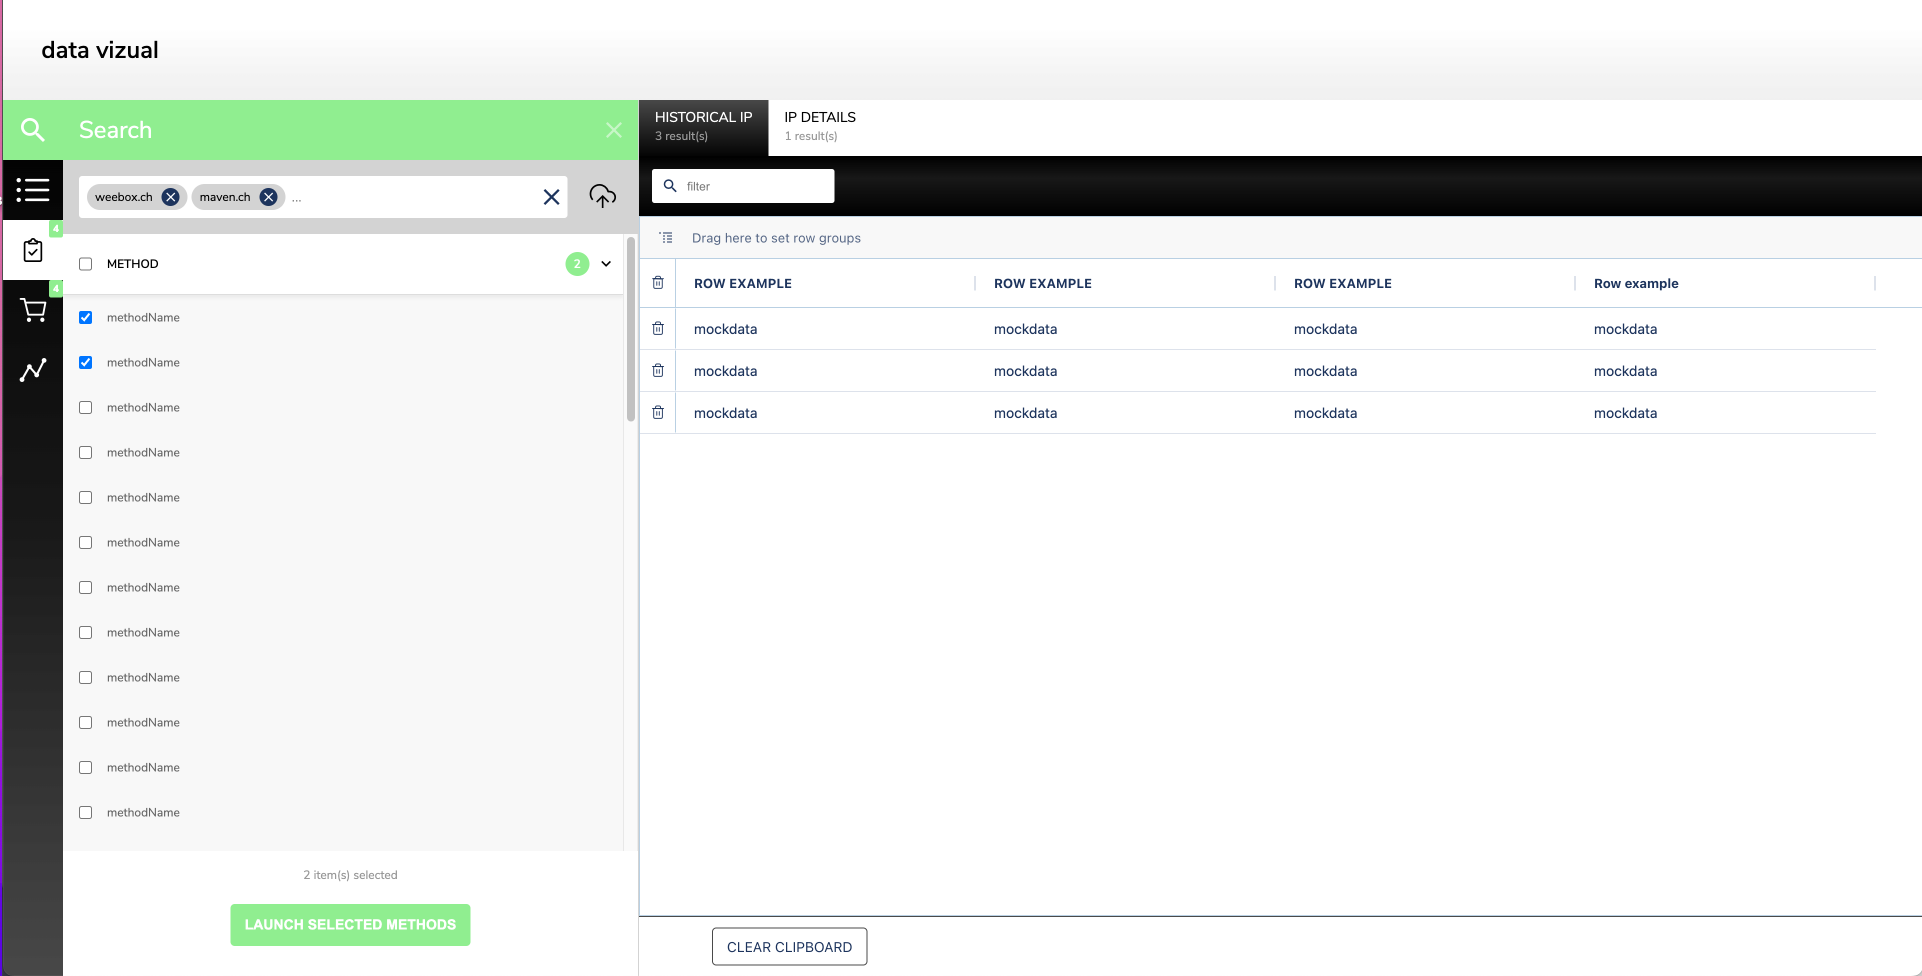 data vizual
Search
weebox.ch maven.ch ...
4
METHOD 2
4
methodName
methodName
methodName
methodName
methodName
methodName
methodName
methodName
methodName
methodName
methodName
methodName
2 item(s) selected
LAUNCH SELECTED METHODS
HISTORICAL IP
3 result(s)
IP DETAILS
1 result(s)
filter
Drag here to set row groups
ROW EXAMPLE ROW EXAMPLE ROW EXAMPLE Row example
mockdata mockdata mockdata mockdata
mockdata mockdata mockdata mockdata
mockdata mockdata mockdata mockdata
CLEAR CLIPBOARD